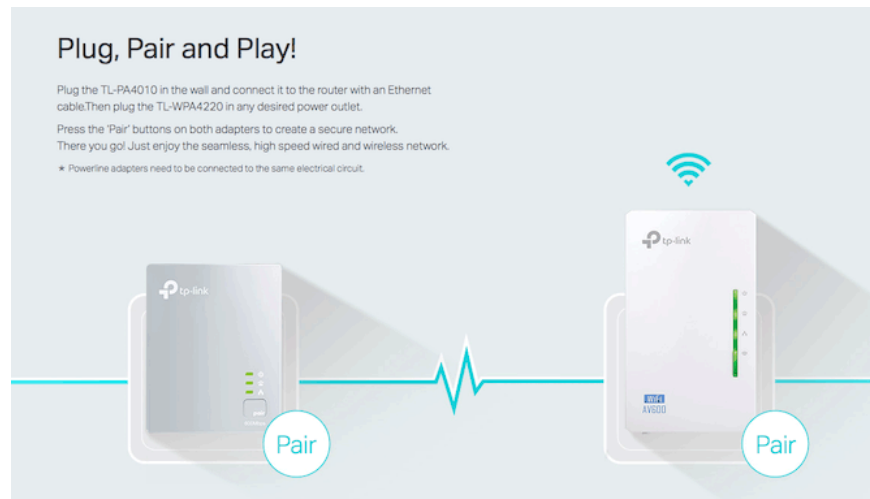 Plug, Pair and Play!
Plug the TL-PA4010 in the wall and connect it to the router with an Ethernet
cable.Then plug the TL-WPA4220 in any desired power outlet.
Press the 'Pair' buttons on both adapters to create a secure network.
There you go! Just enjoy the seamless, high speed wired and wireless network.
* Powerline adapters need to be connected to the same electrical circuit.
tp-link
tp-link
WiFi
AV600
Pair
Pair